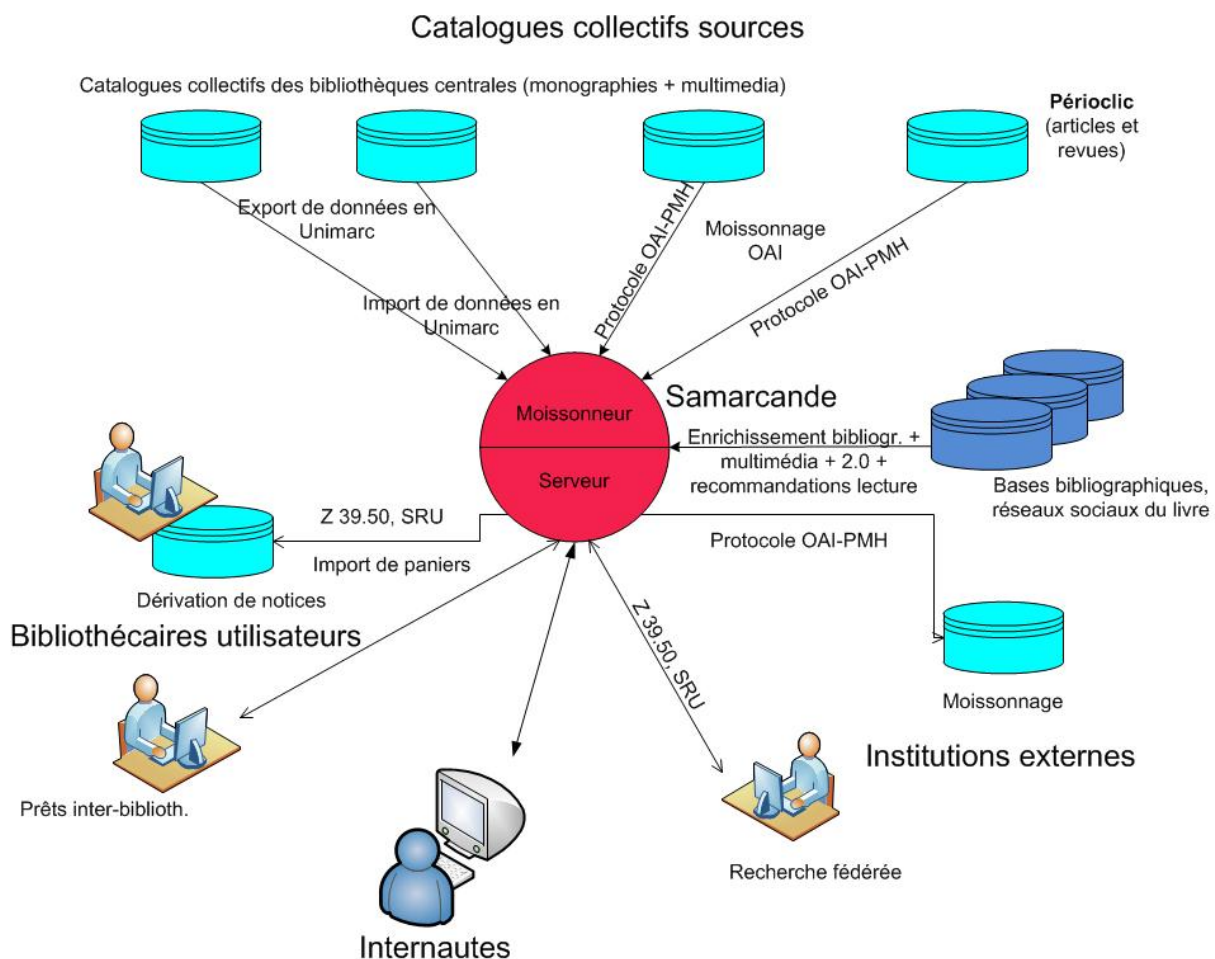 Catalogues collectifs sources
Catalogues collectifs des bibliothèques centrales (monographies + multimedia)
Périoclic
(articles et
revues)
Export de données en
Unimarc
Protocole OAI-PMH
Moissonnage
OAI
Protocole OAI-PMH
Import de données en
Unimarc
Moissonneur
Samarcande
Serveur
Enrichissement bibliogr. +
multimédia + 2.0 +
recommandations lecture
Bases bibliographiques,
réseaux sociaux du livre
Z 39.50, SRU
Import de paniers
Protocole OAI-PMH
Dérivation de notices
Bibliothécaires utilisateurs
Z 39.50, SRU
Moissonnage
Institutions externes
Prêts inter-biblioth.
Recherche fédérée
Internautes